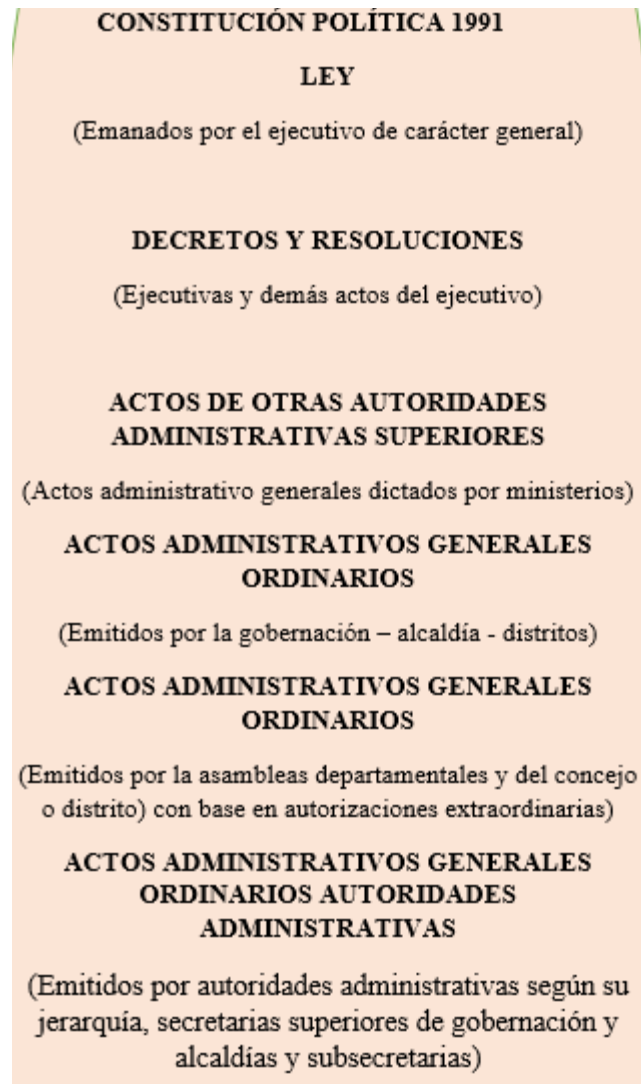 CONSTITUCIÓN POLÍTICA 1991
LEY
(Emanados por el ejecutivo de carácter general)
DECRETOS Y RESOLUCIONES
(Ejecutivas y demás actos del ejecutivo)
ACTOS DE OTRAS AUTORIDADES
ADMINISTRATIVAS SUPERIORES
(Actos administrativo generales dictados por ministerios)
ACTOS ADMINISTRATIVOS GENERALES
ORDINARIOS
(Emitidos por la gobernación – alcaldía - distritos)
ACTOS ADMINISTRATIVOS GENERALES
ORDINARIOS
(Emitidos por la asambleas departamentales y del concejo
o distrito) con base en autorizaciones extraordinarias)
ACTOS ADMINISTRATIVOS GENERALES
ORDINARIOS AUTORIDADES
ADMINISTRATIVAS
(Emitidos por autoridades administrativas según su
jerarquía, secretarias superiores de gobernación y
alcaldías y subsecretarias)